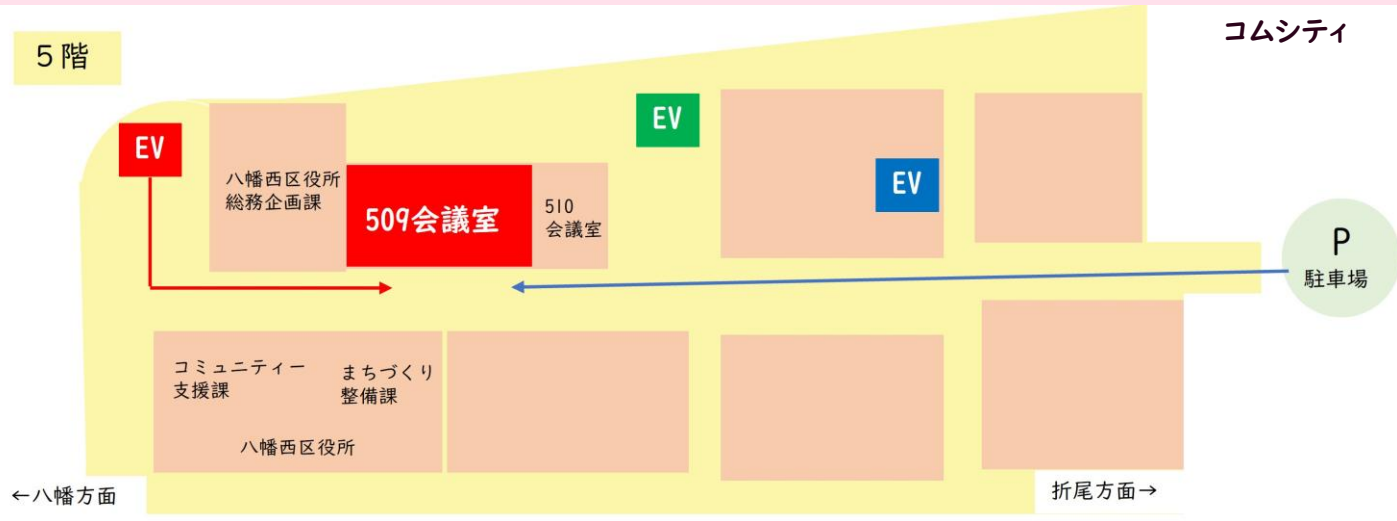 コムシティ
5階
EV
EV
EV
八幡西区役所
総務企画課
509会議室
510
会議室
P
駐車場
コミュニティー
支援課
まちづくり
整備課
八幡西区役所
←八幡方面
折尾方面→